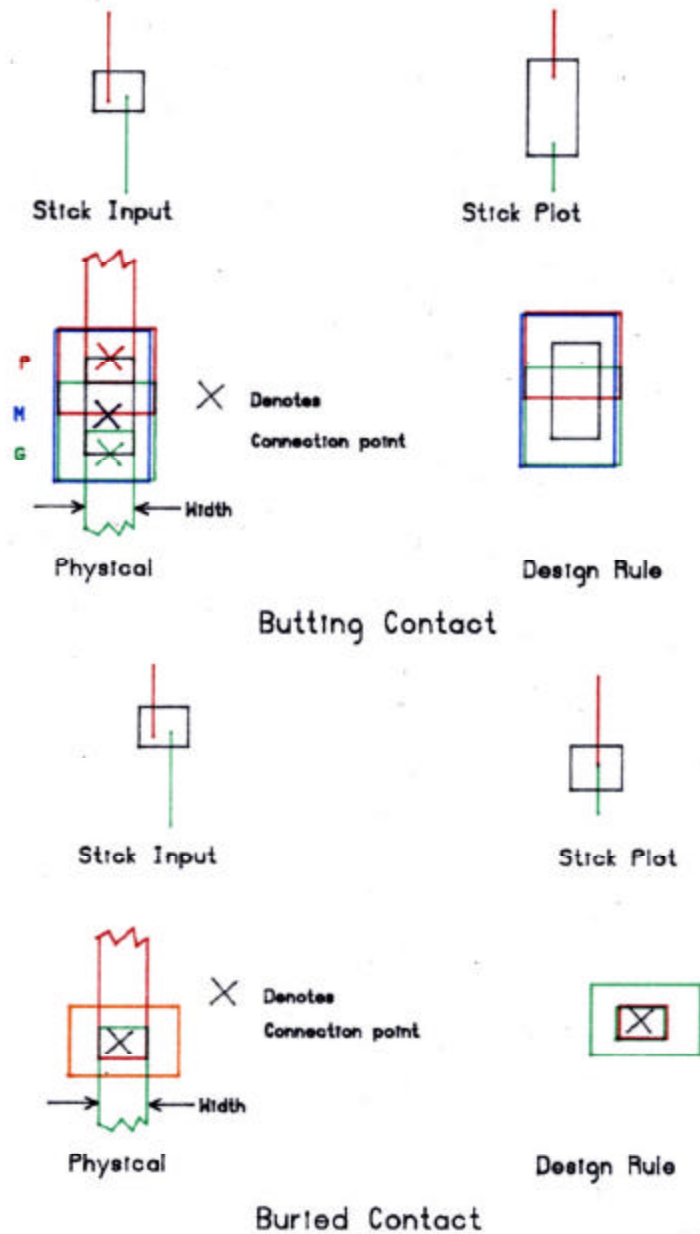 Stick Input
Stick Plot
P
M
G
Denotes
Connection point
Width
Physical
Design Rule
Butting Contact
Stick Input
Stick Plot
Denotes
Connection point
Width
Physical
Design Rule
Buried Contact